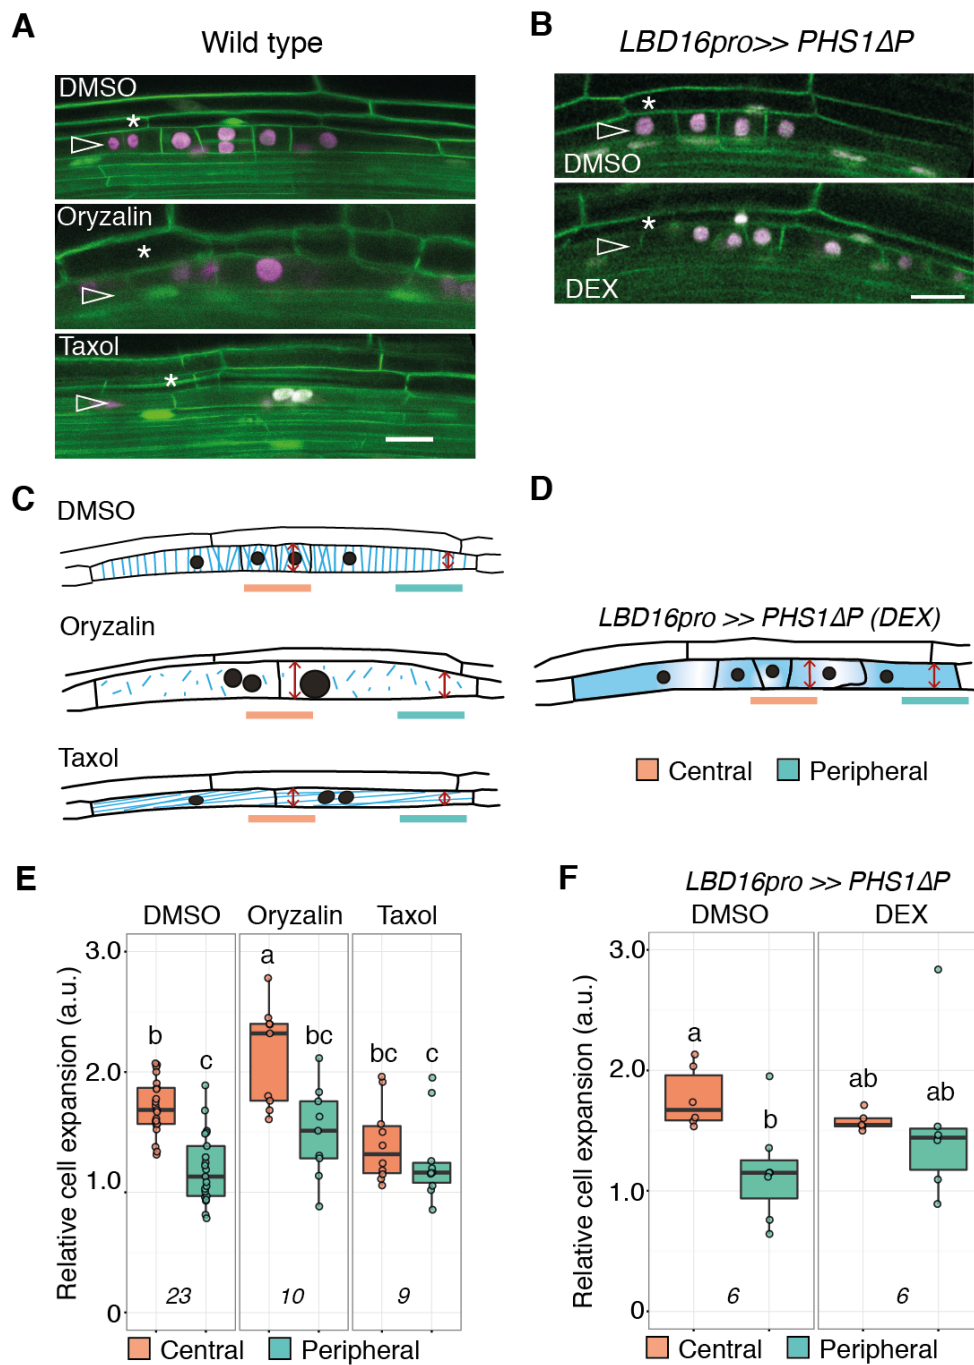 A
Wild type
DMSO
*
Oryzalin
*
Taxol
*
B
LBD16pro>> PHS1ΔP
*
DMSO
*
DEX
C
DMSO
Oryzalin
Taxol
D
LBD16pro >> PHS1ΔP (DEX)
Central Peripheral
E
DMSO Oryzalin Taxol
Relative cell expansion (a.u.)
3.0
2.0
1.0
0
b c a bc bc c
23 10 9
Central Peripheral
F
LBD16pro >> PHS1ΔP
DMSO DEX
Relative cell expansion (a.u.)
3.0
2.0
1.0
0
a b ab ab
6 6
Central Peripheral